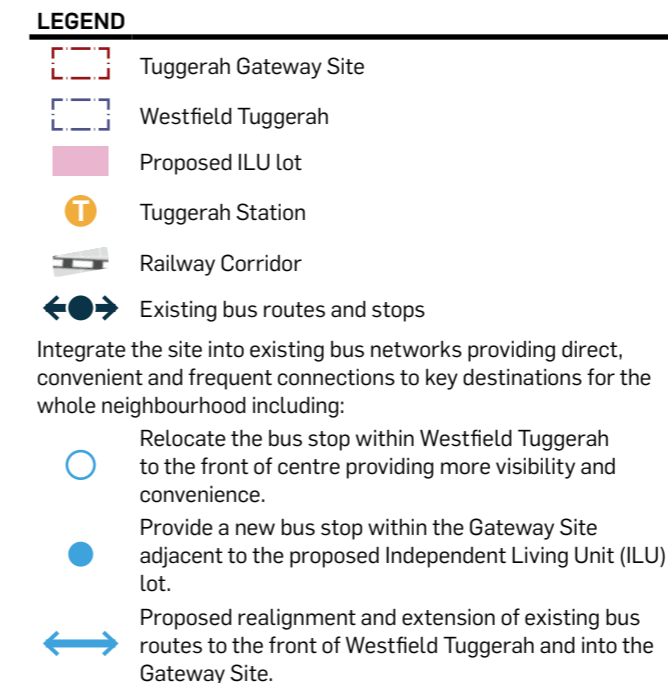 LEGEND
Tuggerah Gateway Site
Westfield Tuggerah
Proposed ILU lot
T
Tuggerah Station
Railway Corridor
Existing bus routes and stops
Integrate the site into existing bus networks providing direct,
convenient and frequent connections to key destinations for the
whole neighbourhood including:
Relocate the bus stop within Westfield Tuggerah
to the front of centre providing more visibility and
convenience.
Provide a new bus stop within the Gateway Site
adjacent to the proposed Independent Living Unit (ILU)
lot.
Proposed realignment and extension of existing bus
routes to the front of Westfield Tuggerah and into the
Gateway Site.